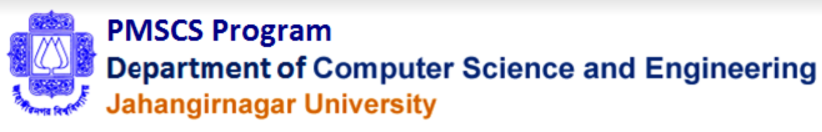 PMSCS Program
Department of Computer Science and Engineering
Jahangirnagar University